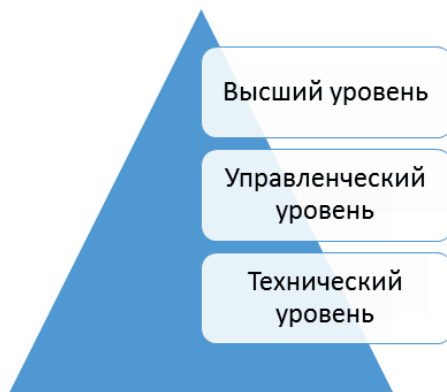 Высший уровень
Управленческий
уровень
Технический
уровень